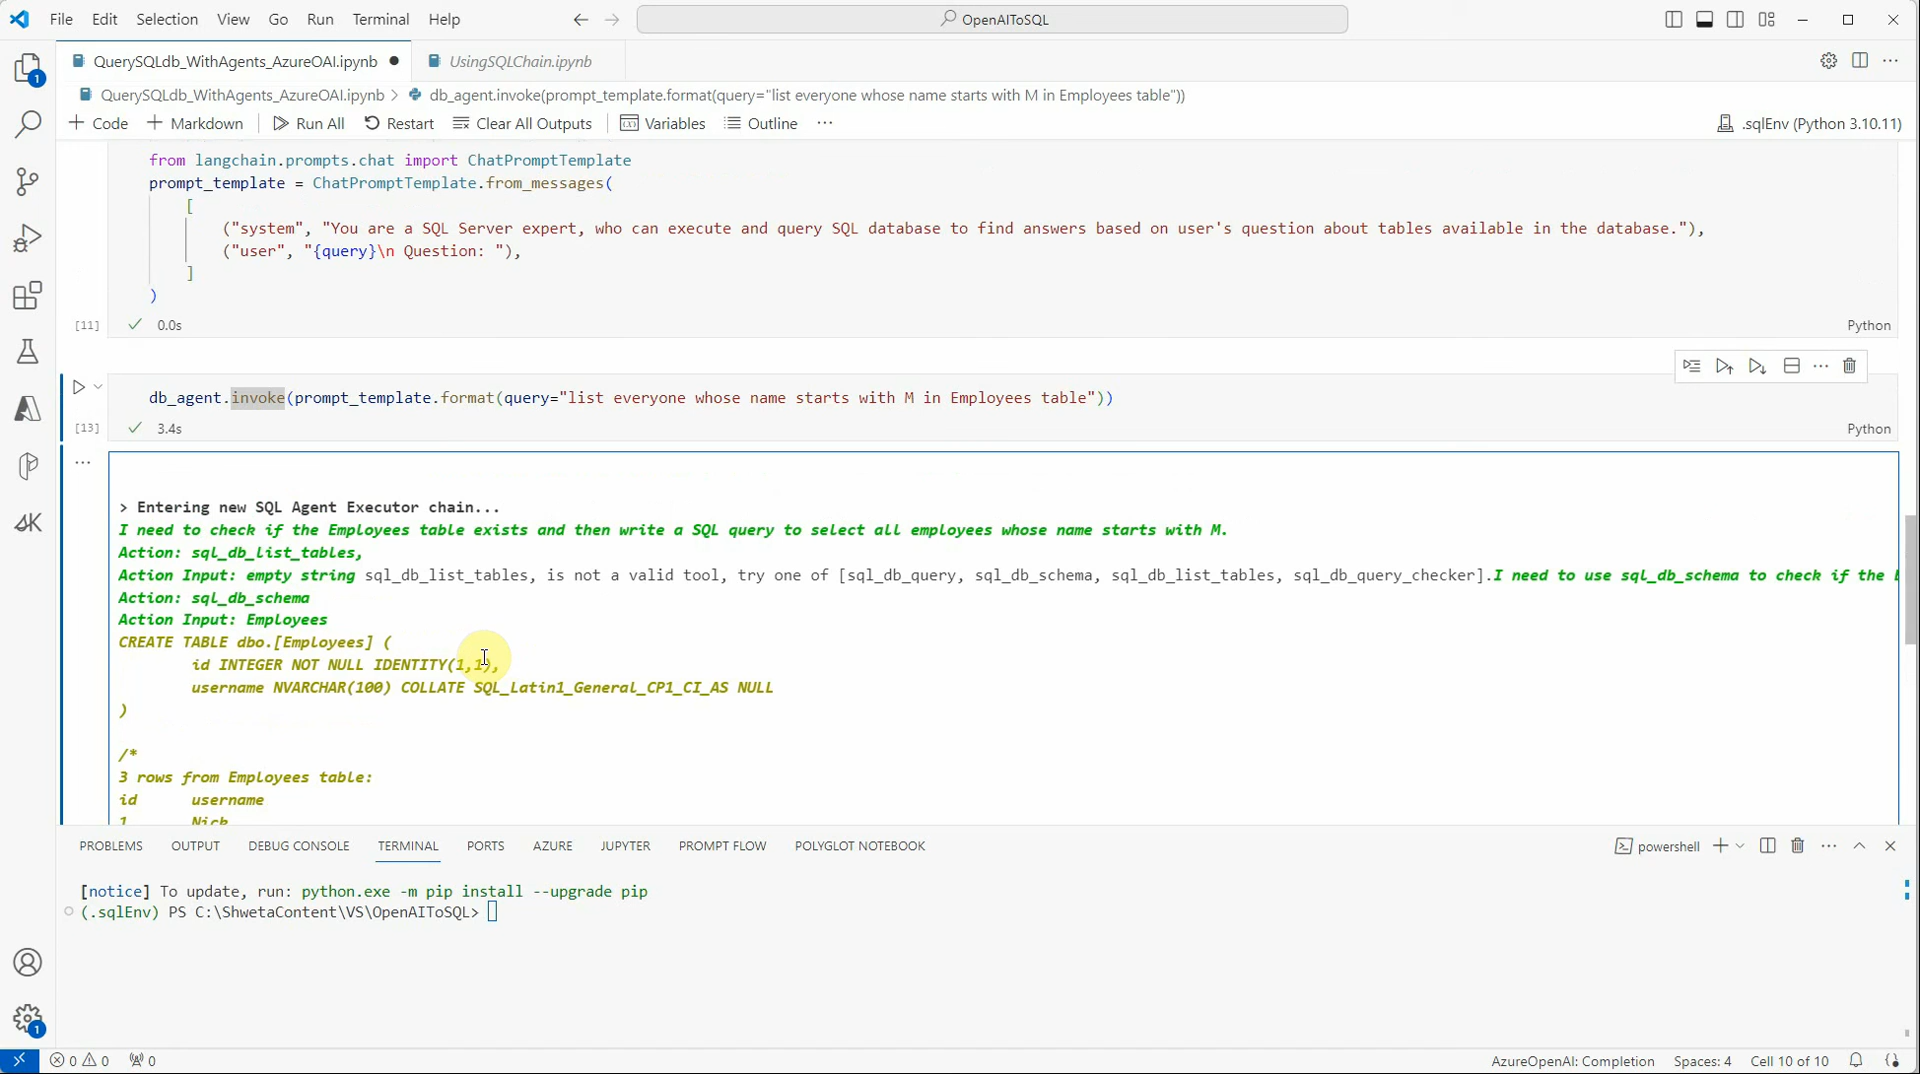 File Edit Selection View Go Run Terminal Help
OpenAIToSQL
QuerySQLdb_WithAgents_AzureOAI.ipynb
UsingSQLChain.ipynb
QuerySQLdb_WithAgents_AzureOAI.ipynb > db_agent.invoke(prompt_template.format(query="list everyone whose name starts with M in Employees table"))
+ Code + Markdown Run All Restart Clear All Outputs Variables Outline ...
.sqlEnv (Python 3.10.11)
from langchain.prompts.chat import ChatPromptTemplate
prompt_template = ChatPromptTemplate.from_messages(
[
("system", "You are a SQL Server expert, who can execute and query SQL database to find answers based on user's question about tables available in the database."),
("user", "{query}\n Question: "),
]
)
[11] 0.0s Python
db_agent.invoke(prompt_template.format(query="list everyone whose name starts with M in Employees table"))
[13] 3.4s Python
> Entering new SQL Agent Executor chain...
I need to check if the Employees table exists and then write a SQL query to select all employees whose name starts with M.
Action: sql_db_list_tables,
Action Input: empty string sql_db_list_tables, is not a valid tool, try one of [sql_db_query, sql_db_schema, sql_db_list_tables, sql_db_query_checker].I need to use sql_db_schema to check if the
Action: sql_db_schema
Action Input: Employees
CREATE TABLE dbo.[Employees] (
id INTEGER NOT NULL IDENTITY(1,1),
username NVARCHAR(100) COLLATE SQL_Latin1_General_CP1_CI_AS NULL
)
/*
3 rows from Employees table:
id username
1 Nick
PROBLEMS OUTPUT DEBUG CONSOLE TERMINAL PORTS AZURE JUPYTER PROMPT FLOW POLYGLOT NOTEBOOK
powershell
[notice] To update, run: python.exe -m pip install --upgrade pip
(.sqlEnv) PS C:\ShwetaContent\VS\OpenAIToSQL>
1
1
0 0 0
AzureOpenAI: Completion Spaces: 4 Cell 10 of 10